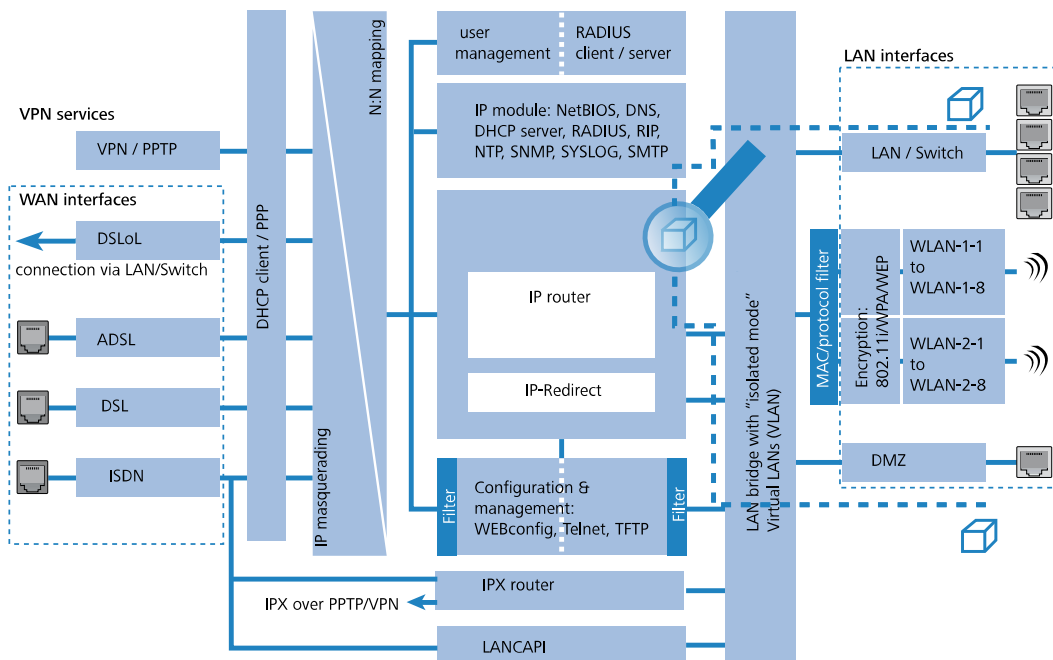 VPN services
VPN / PPTP
WAN interfaces
DSLoL
connection via LAN/Switch
ADSL
DSL
ISDN
DHCP client / PPP
IP masquerading
N:N mapping
user
management
RADIUS
client / server
IP module: NetBIOS, DNS,
DHCP server, RADIUS, RIP,
NTP, SNMP, SYSLOG, SMTP
IP router
IP-Redirect
Filter
Configuration &
management:
WEBconfig, Telnet, TFTP
Filter
IPX router
IPX over PPTP/VPN
LANCAPI
LAN bridge with "isolated mode"
Virtual LANs (VLAN)
LAN interfaces
LAN / Switch
MAC/protocol filter
Encryption:
802.11i/WPA/WEP
WLAN-1-1
to
WLAN-1-8
WLAN-2-1
to
WLAN-2-8
DMZ